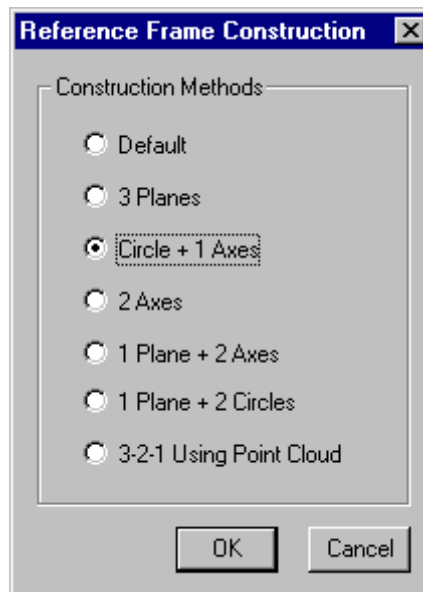 Reference Frame Construction
Construction Methods
Default
3 Planes
Circle + 1 Axes
2 Axes
1 Plane + 2 Axes
1 Plane + 2 Circles
3-2-1 Using Point Cloud
OK Cancel